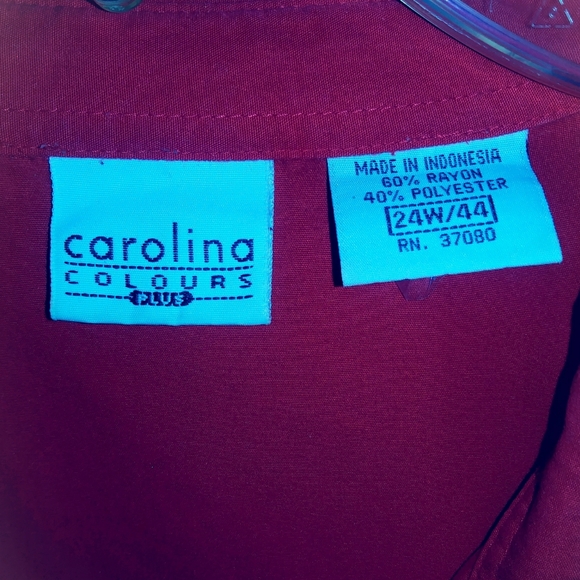 carolina
COLOURS
PLUS
MADE IN INDONESIA
60% RAYON
40% POLYESTER
24W/44
RN. 37080